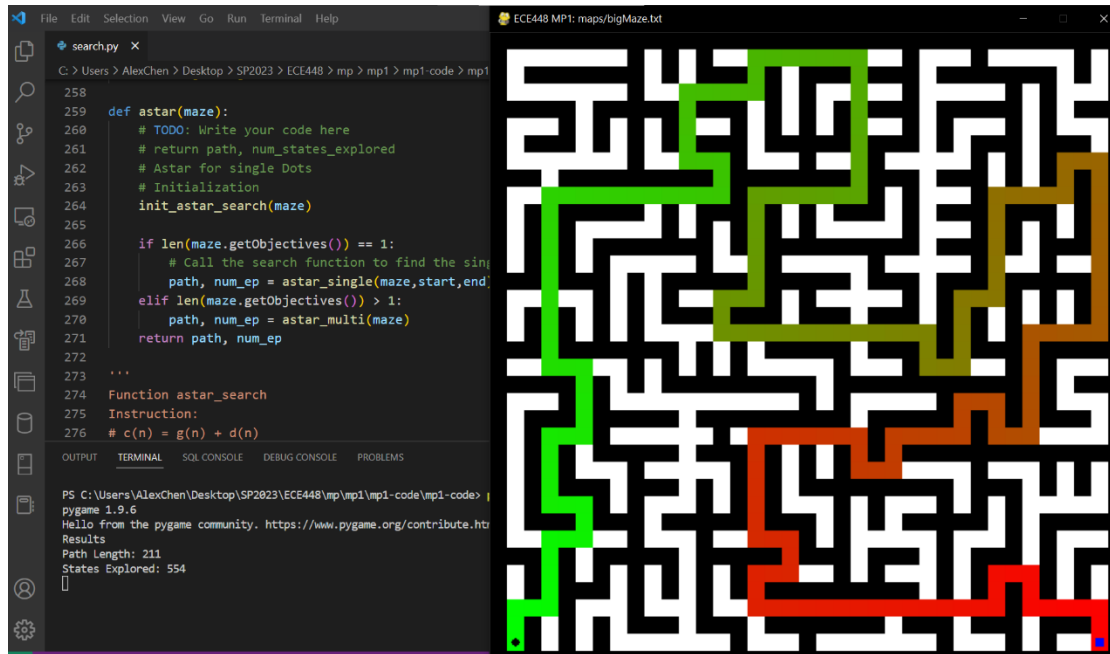 File Edit Selection View Go Run Terminal Help
ECE448 MP1: maps/bigMaze.txt
search.py
C: > Users > AlexChen > Desktop > SP2023 > ECE448 > mp > mp1 > mp1-code > mp1
258
259 def astar(maze):
260 # TODO: Write your code here
261 # return path, num_states_explored
262 # Astar for single Dots
263 # Initialization
264 init_astar_search(maze)
265
266 if len(maze.getObjectives()) == 1:
267 # Call the search function to find the sing
268 path, num_ep = astar_single(maze,start,end)
269 elif len(maze.getObjectives()) > 1:
270 path, num_ep = astar_multi(maze)
271 return path, num_ep
272
273 '''
274 Function astar_search
275 Instruction:
276 # c(n) = g(n) + d(n)
OUTPUT TERMINAL SQL CONSOLE DEBUG CONSOLE PROBLEMS
PS C:\Users\AlexChen\Desktop\SP2023\ECE448\mp\mp1\mp1-code\mp1-code>
pygame 1.9.6
Hello from the pygame community. https://www.pygame.org/contribute.htm
Results
Path Length: 211
States Explored: 554